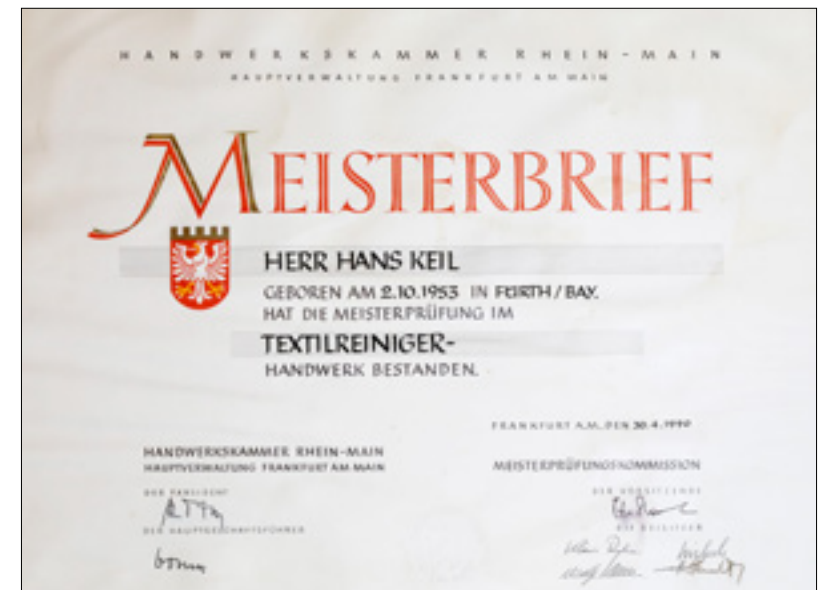 HANDWERKSKAMMER RHEIN-MAIN
HAUPTVERWALTUNG FRANKFURT AM MAIN
MEISTERBRIEF
HERR HANS KEIL
GEBOREN AM 2.10.1953 IN FÜRTH/BAY.
HAT DIE MEISTERPRÜFUNG IM
TEXTILREINIGER-
HANDWERK BESTANDEN.
FRANKFURT A.M., DEN 30.4.1990
HANDWERKSKAMMER RHEIN-MAIN
HAUPTVERWALTUNG FRANKFURT AM MAIN
MEISTERPRÜFUNGSKOMMISSION
DER PRÄSIDENT
DER VORSITZENDE
DER HAUPTGESCHÄFTSFÜHRER
DIE BEISITZER